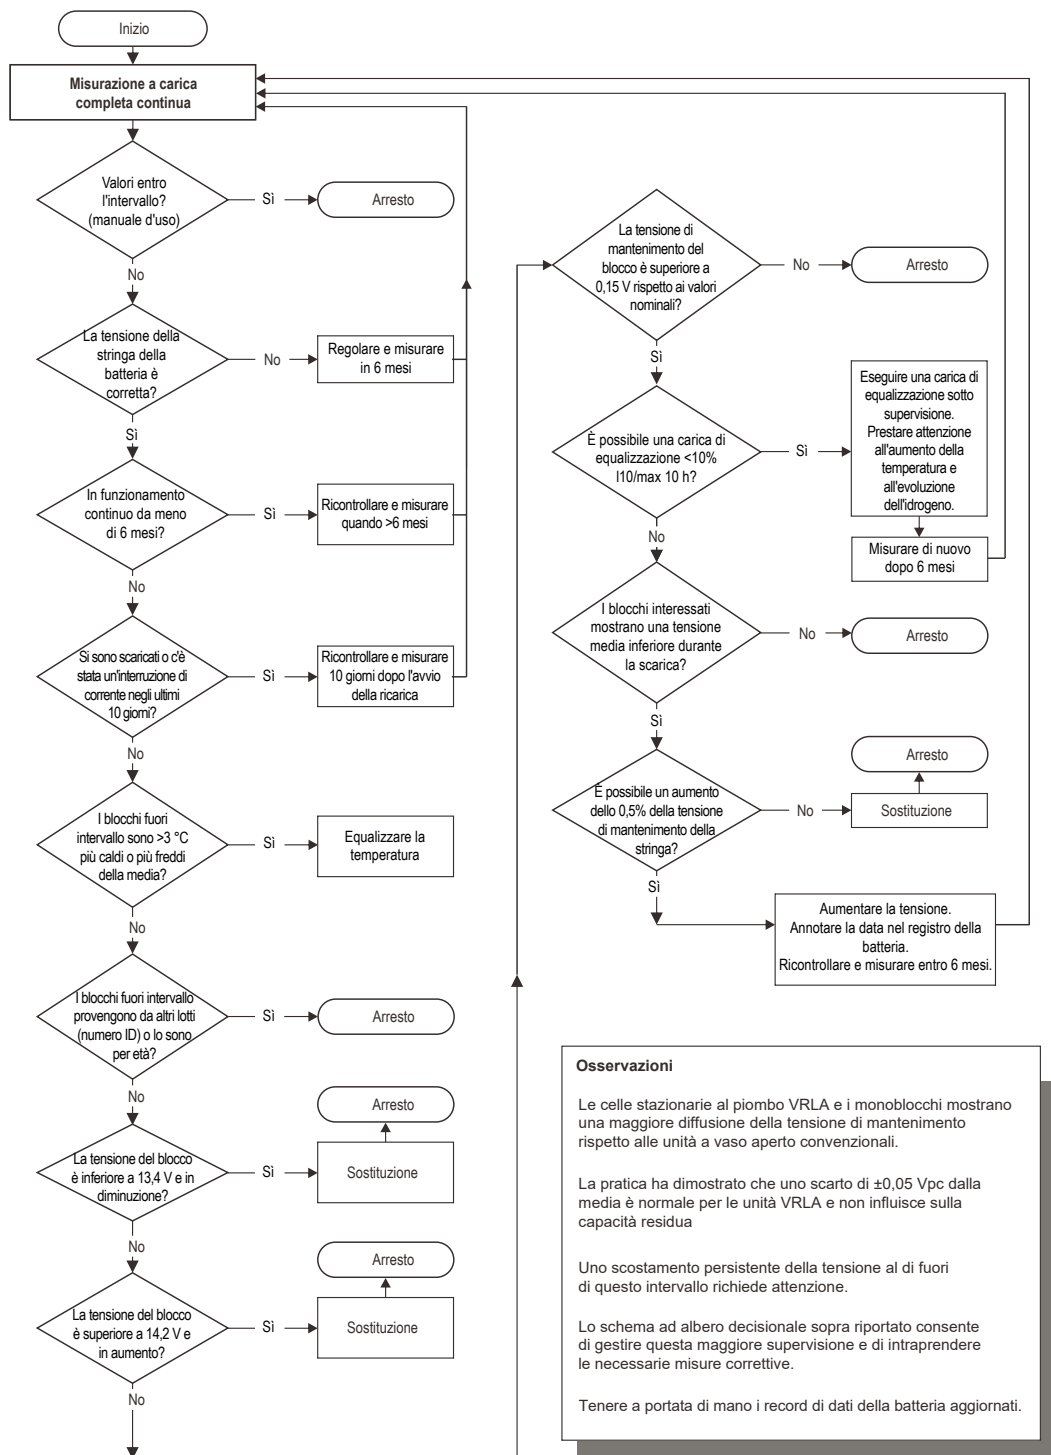 Inizio
Misurazione a carica
completa continua
Valori entro
l'intervallo?
(manuale d'uso)
Sì
Arresto
No
La tensione della
stringa della
batteria è
corretta?
No
Regolare e misurare
in 6 mesi
Sì
In funzionamento
continuo da meno
di 6 mesi?
Sì
Ricontrollare e misurare
quando >6 mesi
No
Si sono scaricati o c'è
stata un'interruzione di
corrente negli ultimi
10 giorni?
Sì
Ricontrollare e misurare
10 giorni dopo l'avvio
della ricarica
No
I blocchi fuori
intervallo sono >3 °C
più caldi o più freddi
della media?
Sì
Equalizzare la
temperatura
No
I blocchi fuori intervallo
provengono da altri lotti
(numero ID) o lo sono
per età?
Sì
Arresto
No
La tensione del blocco
è inferiore a 13,4 V e in
diminuzione?
Sì
Sostituzione
Arresto
No
La tensione del blocco
è superiore a 14,2 V e
in aumento?
Sì
Sostituzione
Arresto
No
La tensione di
mantenimento del
blocco è superiore a
0,15 V rispetto ai valori
nominali?
No
Arresto
Sì
È possibile una carica di
equalizzazione <10%
I10/max 10 h?
Sì
Eseguire una carica di
equalizzazione sotto
supervisione.
Prestare attenzione
all'aumento della
temperatura e
all'evoluzione
dell'idrogeno.
Misurare di nuovo
dopo 6 mesi
No
I blocchi interessati
mostrano una tensione
media inferiore durante
la scarica?
No
Arresto
Sì
È possibile un aumento
dello 0,5% della tensione
di mantenimento della
stringa?
No
Sostituzione
Arresto
Sì
Aumentare la tensione.
Annotare la data nel registro della
batteria.
Ricontrollare e misurare entro 6 mesi.
Osservazioni
Le celle stazionarie al piombo VRLA e i monoblocchi mostrano
una maggiore diffusione della tensione di mantenimento
rispetto alle unità a vaso aperto convenzionali.
La pratica ha dimostrato che uno scarto di ±0,05 Vpc dalla
media è normale per le unità VRLA e non influisce sulla
capacità residua
Uno scostamento persistente della tensione al di fuori
di questo intervallo richiede attenzione.
Lo schema ad albero decisionale sopra riportato consente
di gestire questa maggiore supervisione e di intraprendere
le necessarie misure correttive.
Tenere a portata di mano i record di dati della batteria aggiornati.